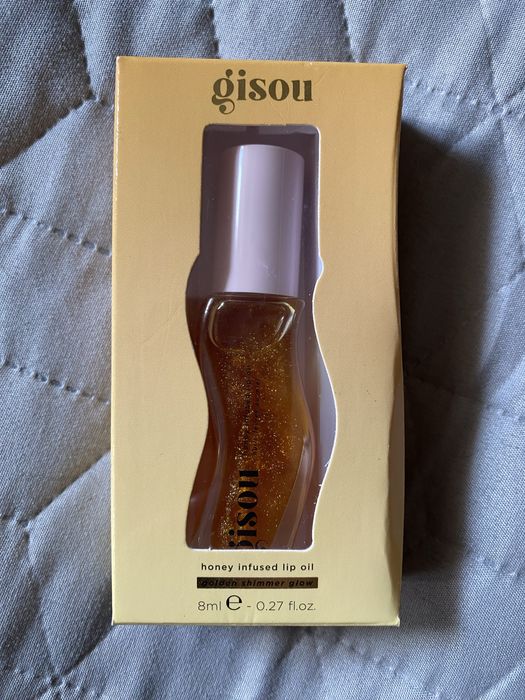 gisou
gisou
honey infused lip oil
golden shimmer glow
8ml e - 0.27 fl.oz.